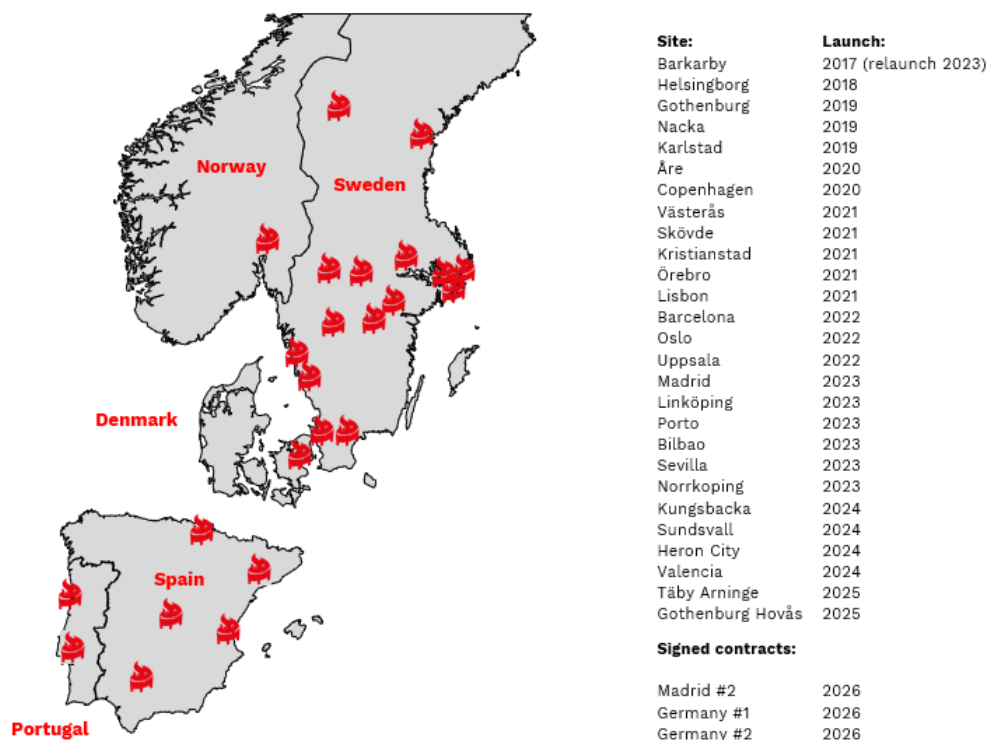 Norway
Sweden
Denmark
Spain
Portugal
Site: Launch:
Barkarby 2017 (relaunch 2023)
Helsingborg 2018
Gothenburg 2019
Nacka 2019
Karlstad 2019
Åre 2020
Copenhagen 2020
Västerås 2021
Skövde 2021
Kristianstad 2021
Örebro 2021
Lisbon 2021
Barcelona 2022
Oslo 2022
Uppsala 2022
Madrid 2023
Linköping 2023
Porto 2023
Bilbao 2023
Sevilla 2023
Norrkoping 2023
Kungsbacka 2024
Sundsvall 2024
Heron City 2024
Valencia 2024
Täby Arninge 2025
Gothenburg Hovås 2025
Signed contracts:
Madrid #2 2026
Germany #1 2026
Germany #2 2026